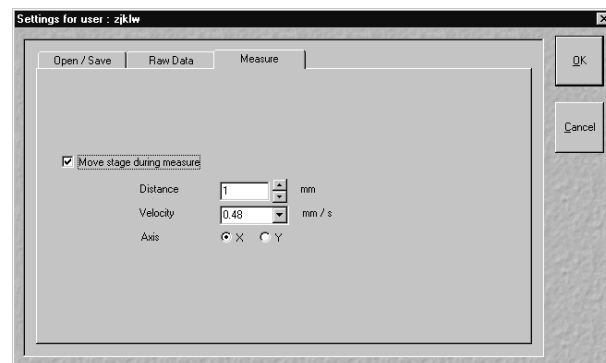 Settings for user : zjklw
Open / Save Raw Data Measure
OK
Cancel
Move stage during measure
Distance 1 mm
Velocity 0.48 mm / s
Axis X Y